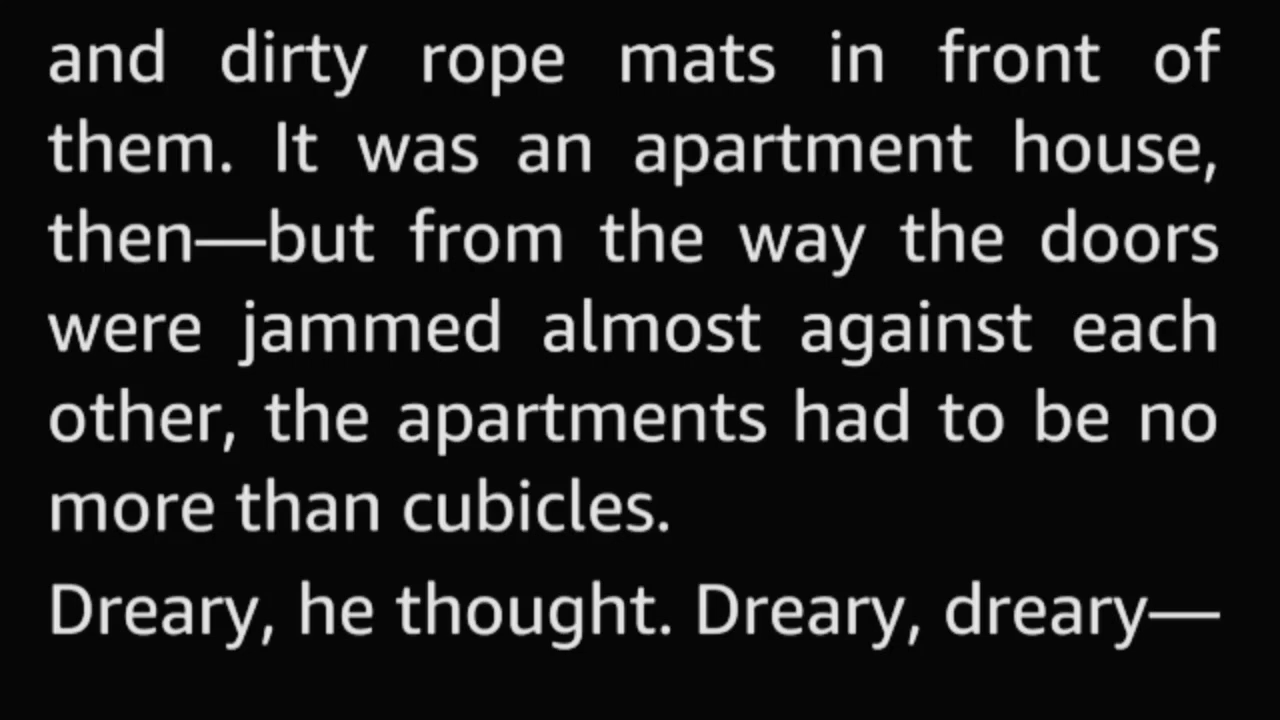 and dirty rope mats in front of
them. It was an apartment house,
then—but from the way the doors
were jammed almost against each
other, the apartments had to be no
more than cubicles.
Dreary, he thought. Dreary, dreary—